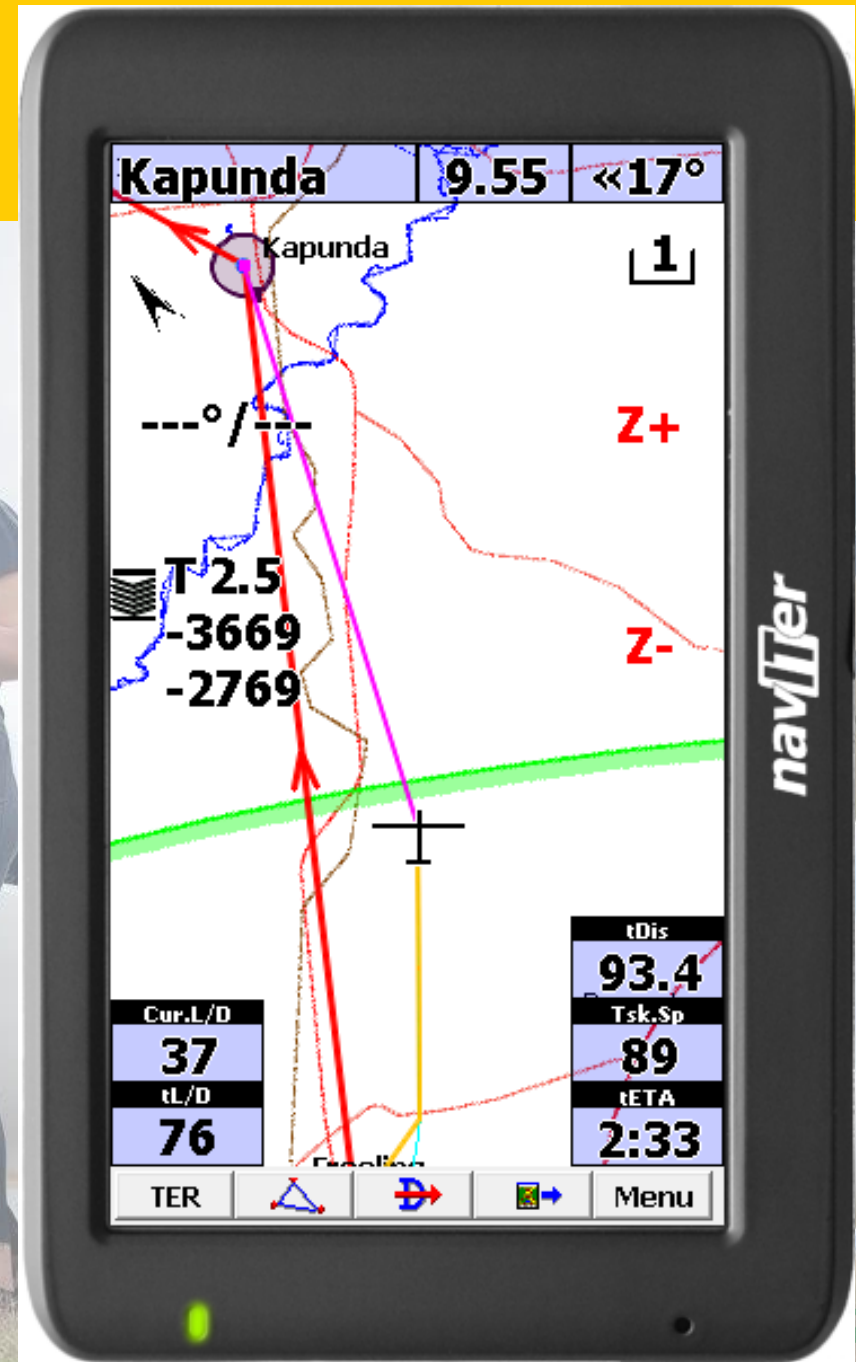 Kapunda 9.55 «17°
Kapunda
1
---°/---
Z+
T 2.5
-3669
-2769
Z-
naviter
tDis
93.4
Cur.L/D
37
Tsk.Sp
89
tL/D
76
tETA
2:33
Freeling
TER
Menu